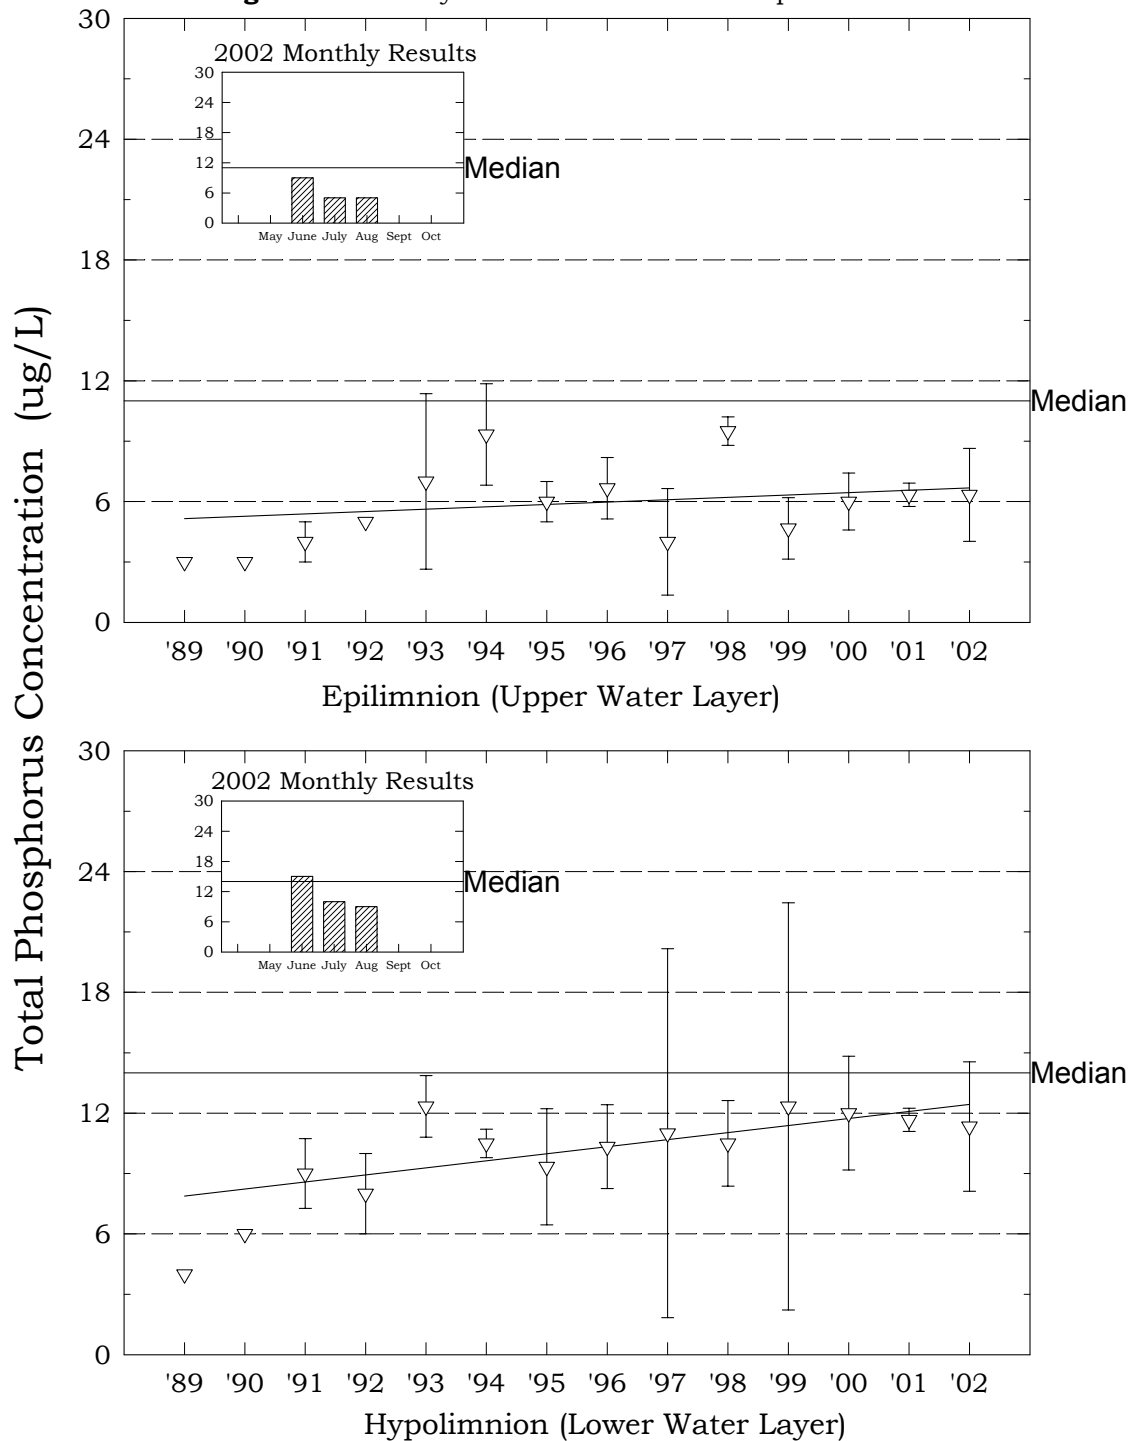 30
2002 Monthly Results
30
24
24
18
12
Median
6
0
May June July Aug Sept Oct
18
12
Median
6
0
'89 '90 '91 '92 '93 '94 '95 '96 '97 '98 '99 '00 '01 '02
Epilimnion (Upper Water Layer)
Total Phosphorus Concentration (ug/L)
30
2002 Monthly Results
30
24
18
24
12
Median
6
0
May June July Aug Sept Oct
18
Median
12
6
0
'89 '90 '91 '92 '93 '94 '95 '96 '97 '98 '99 '00 '01 '02
Hypolimnion (Lower Water Layer)